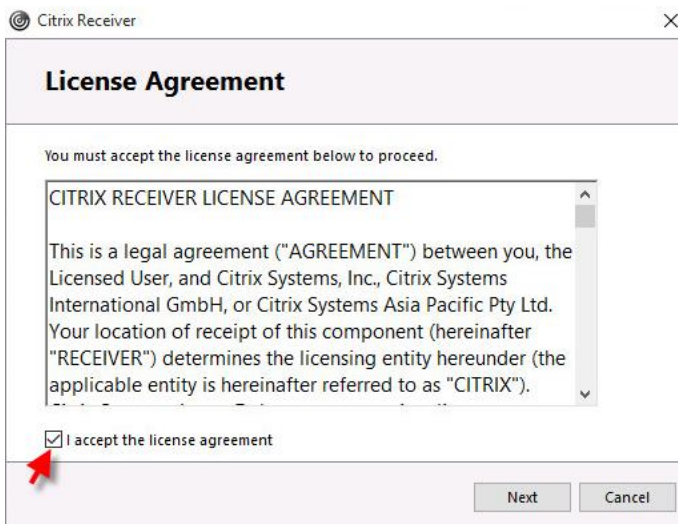 Citrix Receiver
License Agreement
You must accept the license agreement below to proceed.
CITRIX RECEIVER LICENSE AGREEMENT
This is a legal agreement ("AGREEMENT") between you, the
Licensed User, and Citrix Systems, Inc., Citrix Systems
International GmbH, or Citrix Systems Asia Pacific Pty Ltd.
Your location of receipt of this component (hereinafter
"RECEIVER") determines the licensing entity hereunder (the
applicable entity is hereinafter referred to as "CITRIX").
I accept the license agreement
Next
Cancel